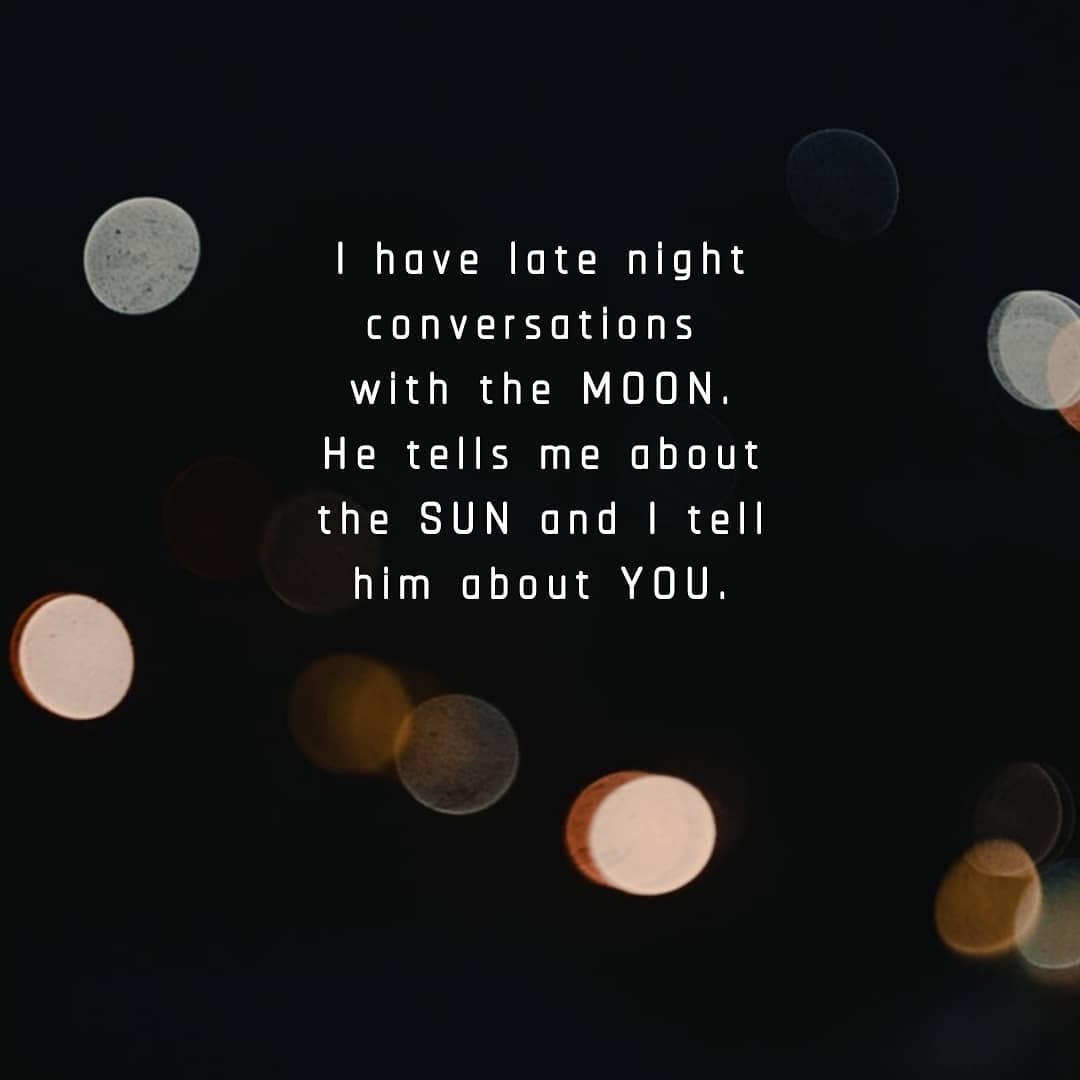 I have late night
conversations
with the MOON.
He tells me about
the SUN and I tell
him about YOU.